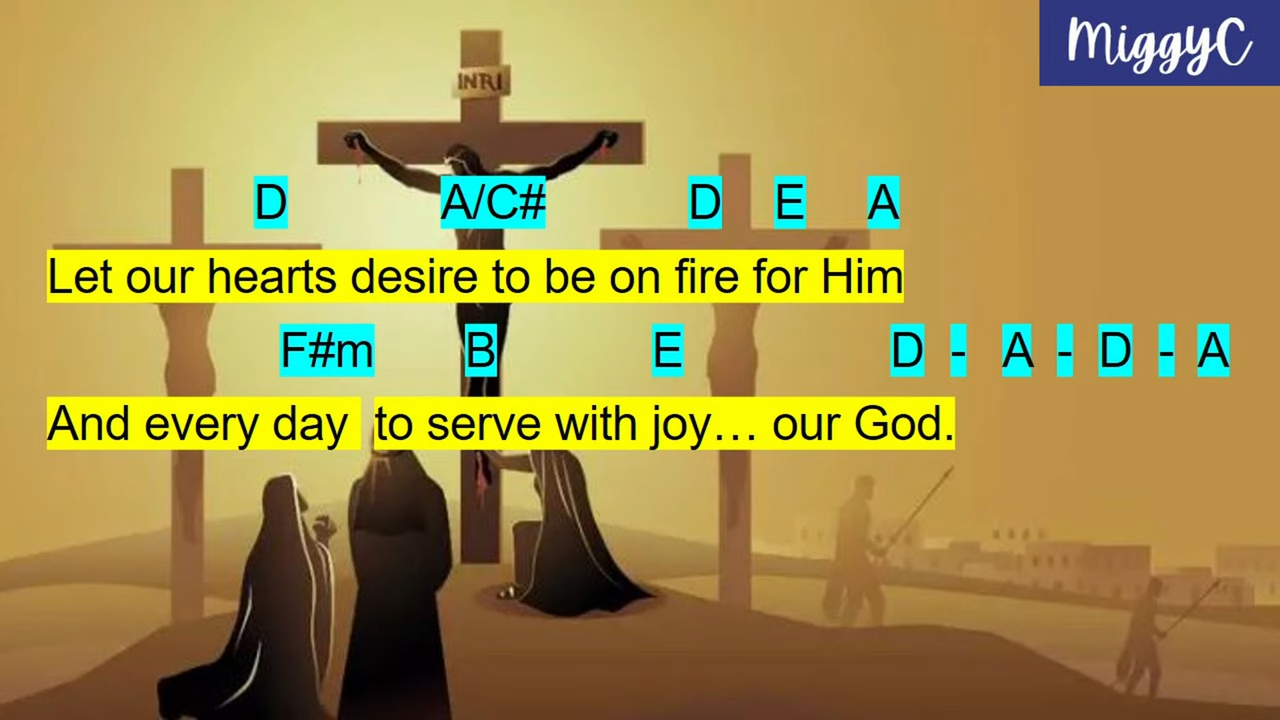 MiggyC
INRI
D A/C# D E A
Let our hearts desire to be on fire for Him
F#m B E D - A - D - A
And every day to serve with joy… our God.